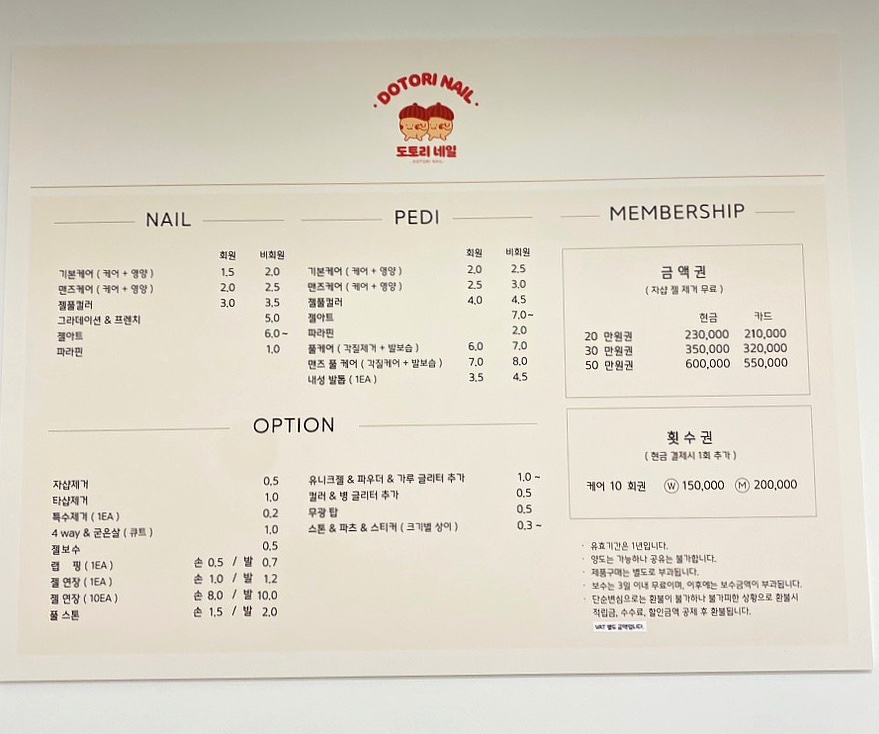 DOTORI NAIL
도토리 네일
DOTORI NAIL
NAIL
회원 비회원
기본케어 ( 케어 + 영양 ) 1.5 2.0
맨즈케어 ( 케어 + 영양 ) 2.0 2.5
젤풀컬러 3.0 3.5
그라데이션 & 프렌치 5.0
젤아트 6.0~
파라핀 1.0
PEDI
회원 비회원
기본케어 ( 케어 + 영양 ) 2.0 2.5
맨즈케어 ( 케어 + 영양 ) 2.5 3.0
젤풀컬러 4.0 4.5
젤아트 7.0~
파라핀 2.0
풀케어 ( 각질제거 + 발보습 ) 6.0 7.0
맨즈 풀 케어 ( 각질케어 + 발보습 ) 7.0 8.0
내성 발톱 ( 1EA ) 3.5 4.5
MEMBERSHIP
금액권
( 자샵 젤 제거 무료 )
현금 카드
20 만원권 230,000 210,000
30 만원권 350,000 320,000
50 만원권 600,000 550,000
횟수권
( 현금 결제시 1회 추가 )
케어 10 회권 W 150,000 M 200,000
· 유효기간은 1년입니다.
· 양도는 가능하나 공유는 불가합니다.
· 제품구매는 별도로 부과됩니다.
· 보수는 3일 이내 무료이며, 이후에는 보수금액이 부과됩니다.
· 단순변심으로는 환불이 불가하나 불가피한 상황으로 환불시
적립금, 수수료, 할인금액 공제 후 환불됩니다.
VAT 별도 금액입니다.
OPTION
자샵제거 0.5
타샵제거 1.0
특수제거 ( 1EA ) 0.2
4 way & 굳은살 ( 큐트 ) 1.0
젤보수 0.5
랩 핑 ( 1EA ) 손 0.5 / 발 0.7
젤 연장 ( 1EA ) 손 1.0 / 발 1.2
젤 연장 ( 10EA ) 손 8.0 / 발 10.0
풀 스톤 손 1.5 / 발 2.0
유니크젤 & 파우더 & 가루 글리터 추가 1.0 ~
컬러 & 병 글리터 추가 0.5
무광 탑 0.5
스톤 & 파츠 & 스티커 ( 크기별 상이 ) 0.3 ~